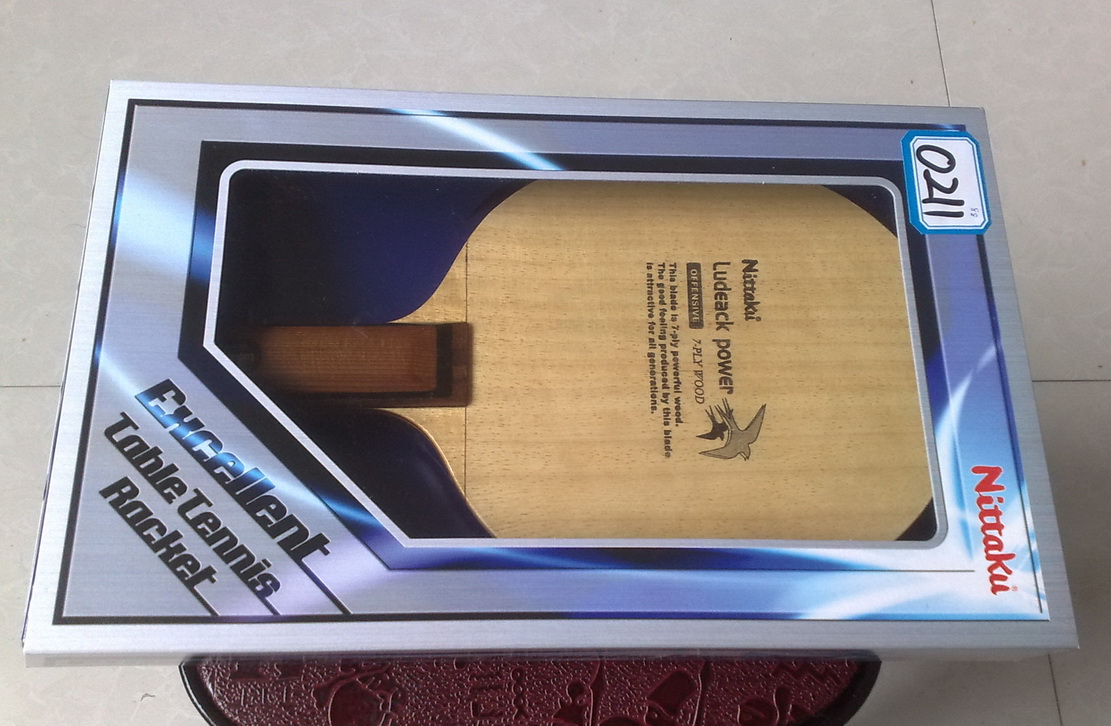 0211
Nittaku
Ludeack power
OFFENSIVE 7-PLY WOOD
This blade is 7-ply powerful wood.
The good feeling produced by this blade
is attractive for all generations.
Nittaku
Excellent
Table Tennis
Racket